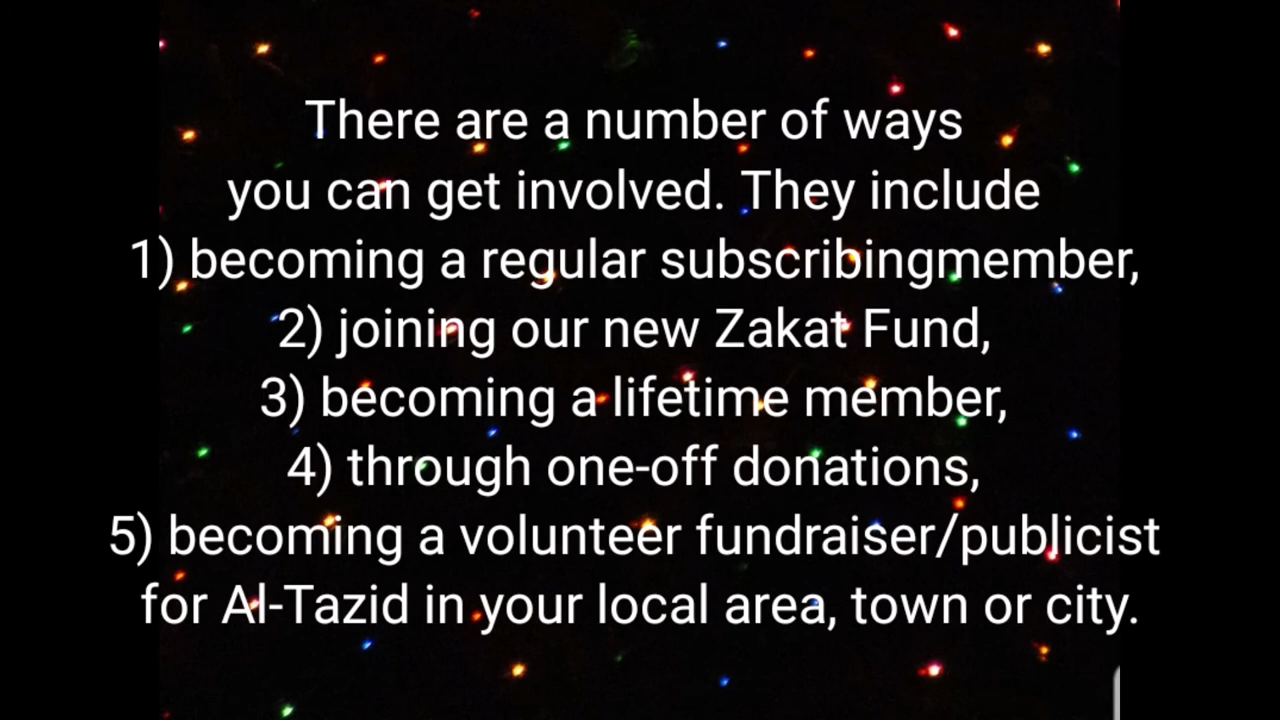 There are a number of ways
you can get involved. They include
1) becoming a regular subscribingmember,
2) joining our new Zakat Fund,
3) becoming a lifetime member,
4) through one-off donations,
5) becoming a volunteer fundraiser/publicist
for Al-Tazid in your local area, town or city.